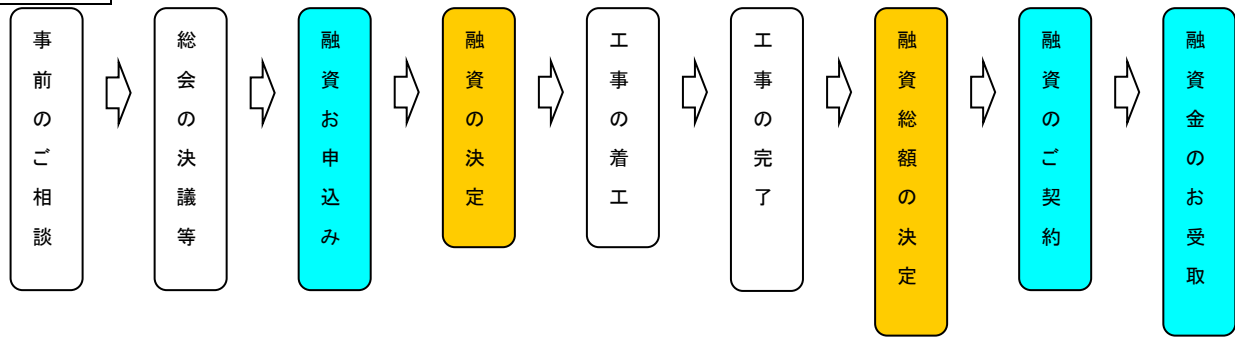 事前のご相談
総会の決議等
融資お申込み
融資の決定
工事の着工
工事の完了
融資総額の決定
融資のご契約
融資金のお受取